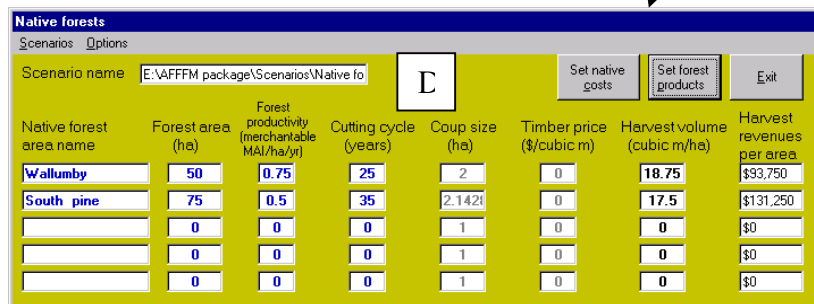 Native forests
Scenarios Options
Scenario name E:\AFFFM package\Scenarios\Native fo D Set native costs Set forest products Exit
Native forest area name Forest area (ha) Forest productivity (merchantable MAI/ha/yr) Cutting cycle (years) Coup size (ha) Timber price ($/cubic m) Harvest volume (cubic m/ha) Harvest revenues per area
Wallumby 50 0.75 25 2 0 18.75 $93,750
South pine 75 0.5 35 2.1428 0 17.5 $131,250
0 0 0 1 0 0 $0
0 0 0 1 0 0 $0
0 0 0 1 0 0 $0